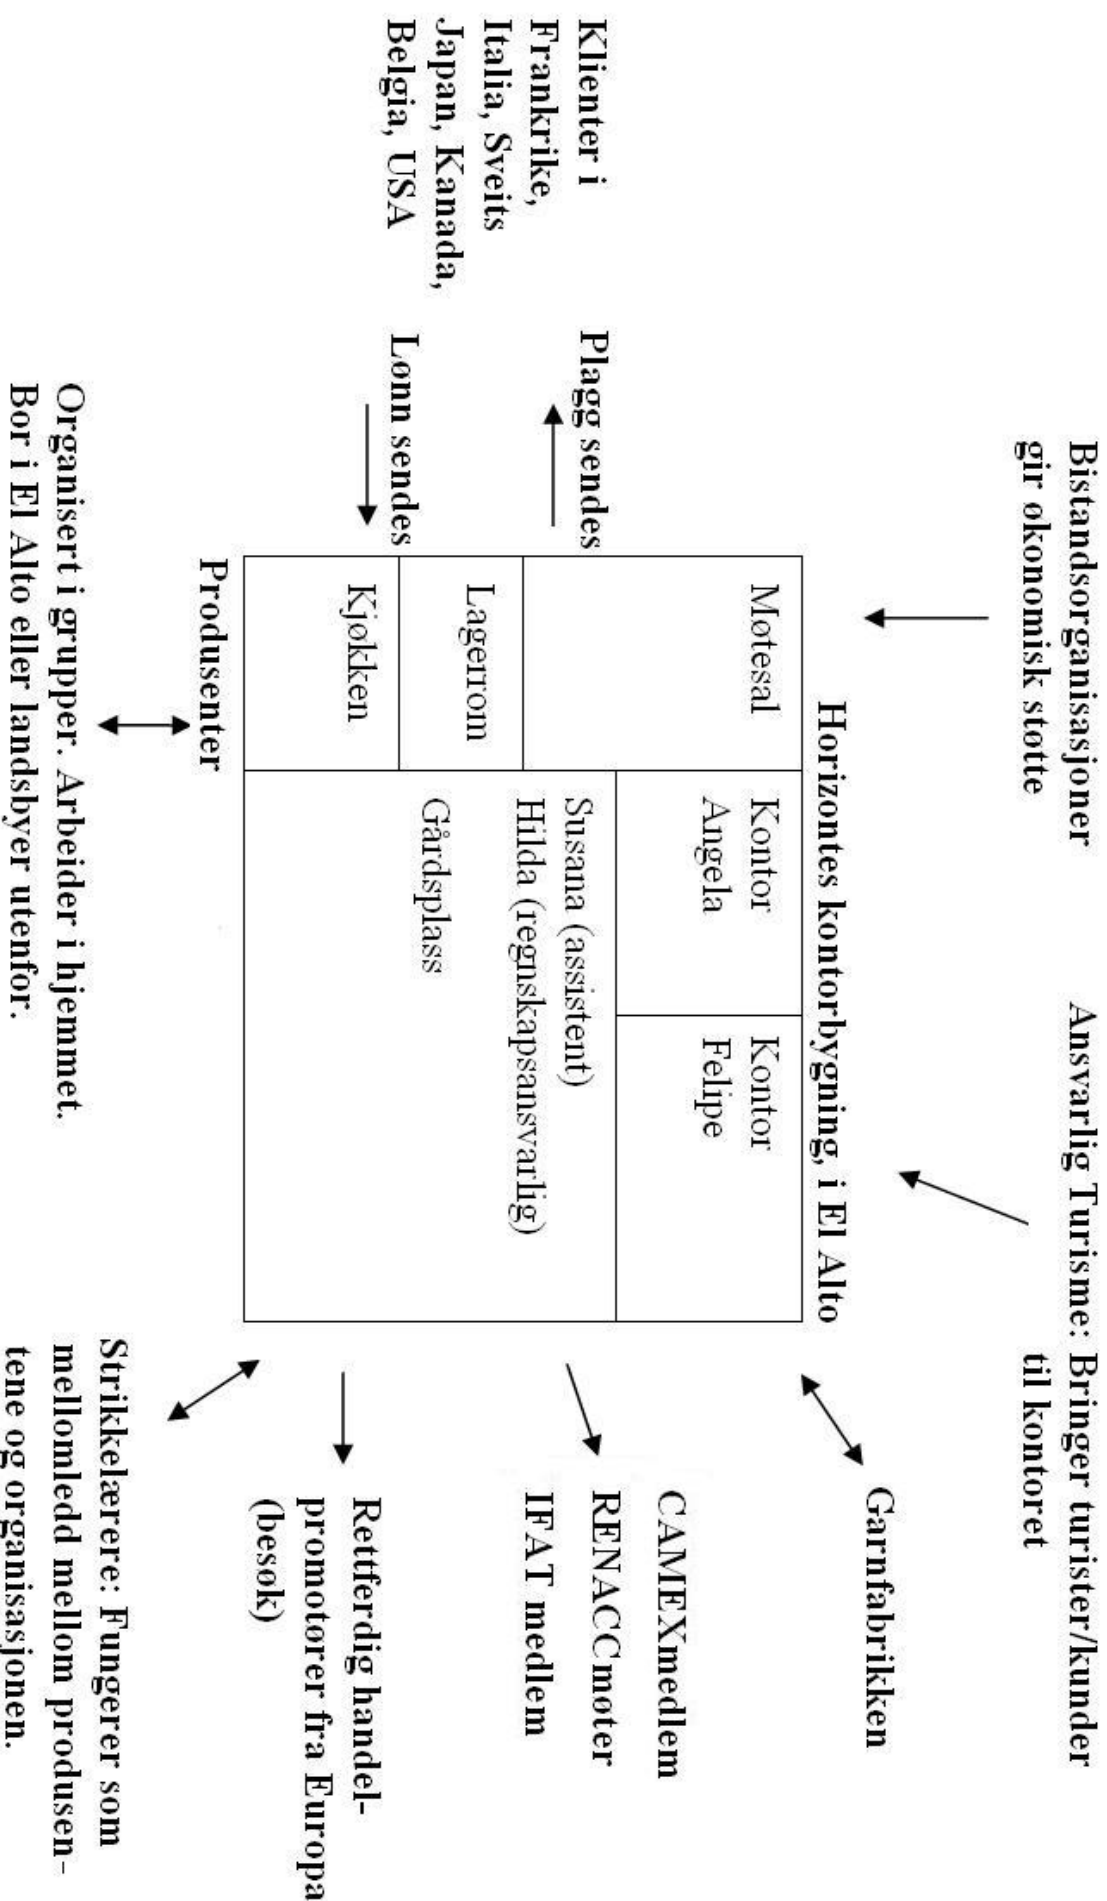 Bistandsorganisasjoner
gir økonomisk støtte
Ansvarlig Turisme: Bringer turister/kunder
til kontoret
Horizontes kontorbygning, i El Alto
Garnfabrikken
Klienter i
Frankrike,
Italia, Sveits
Japan, Kanada,
Belgia, USA
Plagg sendes
Lønn sendes
Møtesal
Lagerrom
Kjøkken
Kontor
Angela
Kontor
Felipe
Susana (assistent)
Hilda (regnskapsansvarlig)
Gårdsplass
CAMEXmedlem
RENACCmøter
IFAT medlem
Rettferdig handel-
promotører fra Europa
(besøk)
Produsenter
Organisert i grupper. Arbeider i hjemmet.
Bor i El Alto eller landsbyer utenfor.
Strikkelærere: Fungerer som
mellomledd mellom produsen-
tene og organisasjonen.